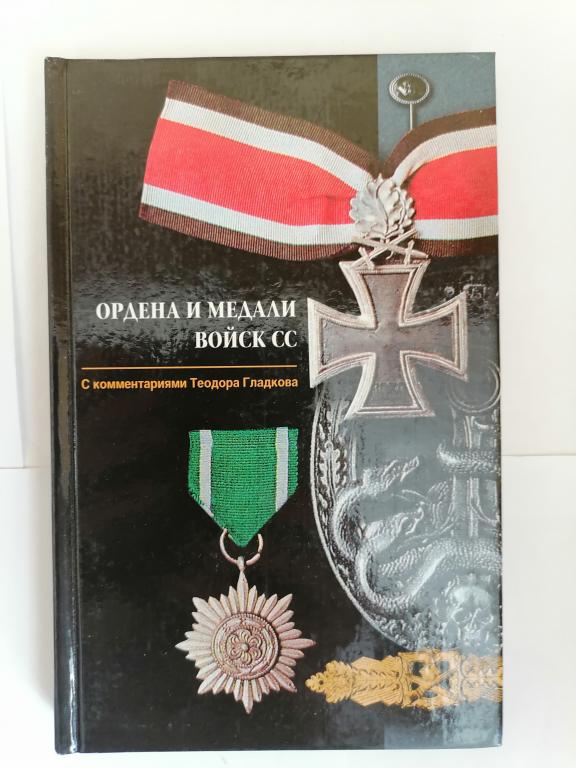 ОРДЕНА И МЕДАЛИ
ВОЙСК СС
С комментариями Теодора Гладкова